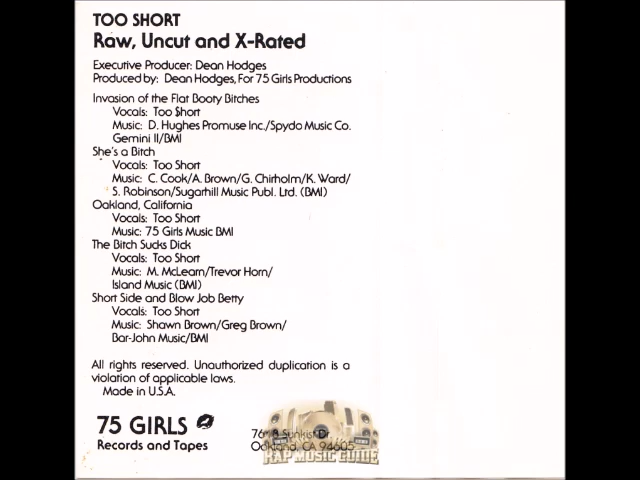 TOO SHORT
Raw, Uncut and X-Rated
Executive Producer: Dean Hodges
Produced by: Dean Hodges, For 75 Girls Productions
Invasion of the Flat Booty Bitches
Vocals: Too $hort
Music: D. Hughes Promuse Inc./Spydo Music Co.
Gemini II/BMI
She's a Bitch
Vocals: Too Short
Music: C. Cook/A. Brown/G. Chirholm/K. Ward/
S. Robinson/Sugarhill Music Publ. Ltd. (BMI)
Oakland, California
Vocals: Too Short
Music: 75 Girls Music BMI
The Bitch Sucks Dick
Vocals: Too Short
Music: M. McLearn/Trevor Horn/
Island Music (BMI)
Short Side and Blow Job Betty
Vocals: Too Short
Music: Shawn Brown/Greg Brown/
Bar-John Music/BMI
All rights reserved. Unauthorized duplication is a
violation of applicable laws.
Made in U.S.A.
75 GIRLS
Records and Tapes
Sunkist Dr.
Oakland, CA 94605
RAP MUSIC GUIDE